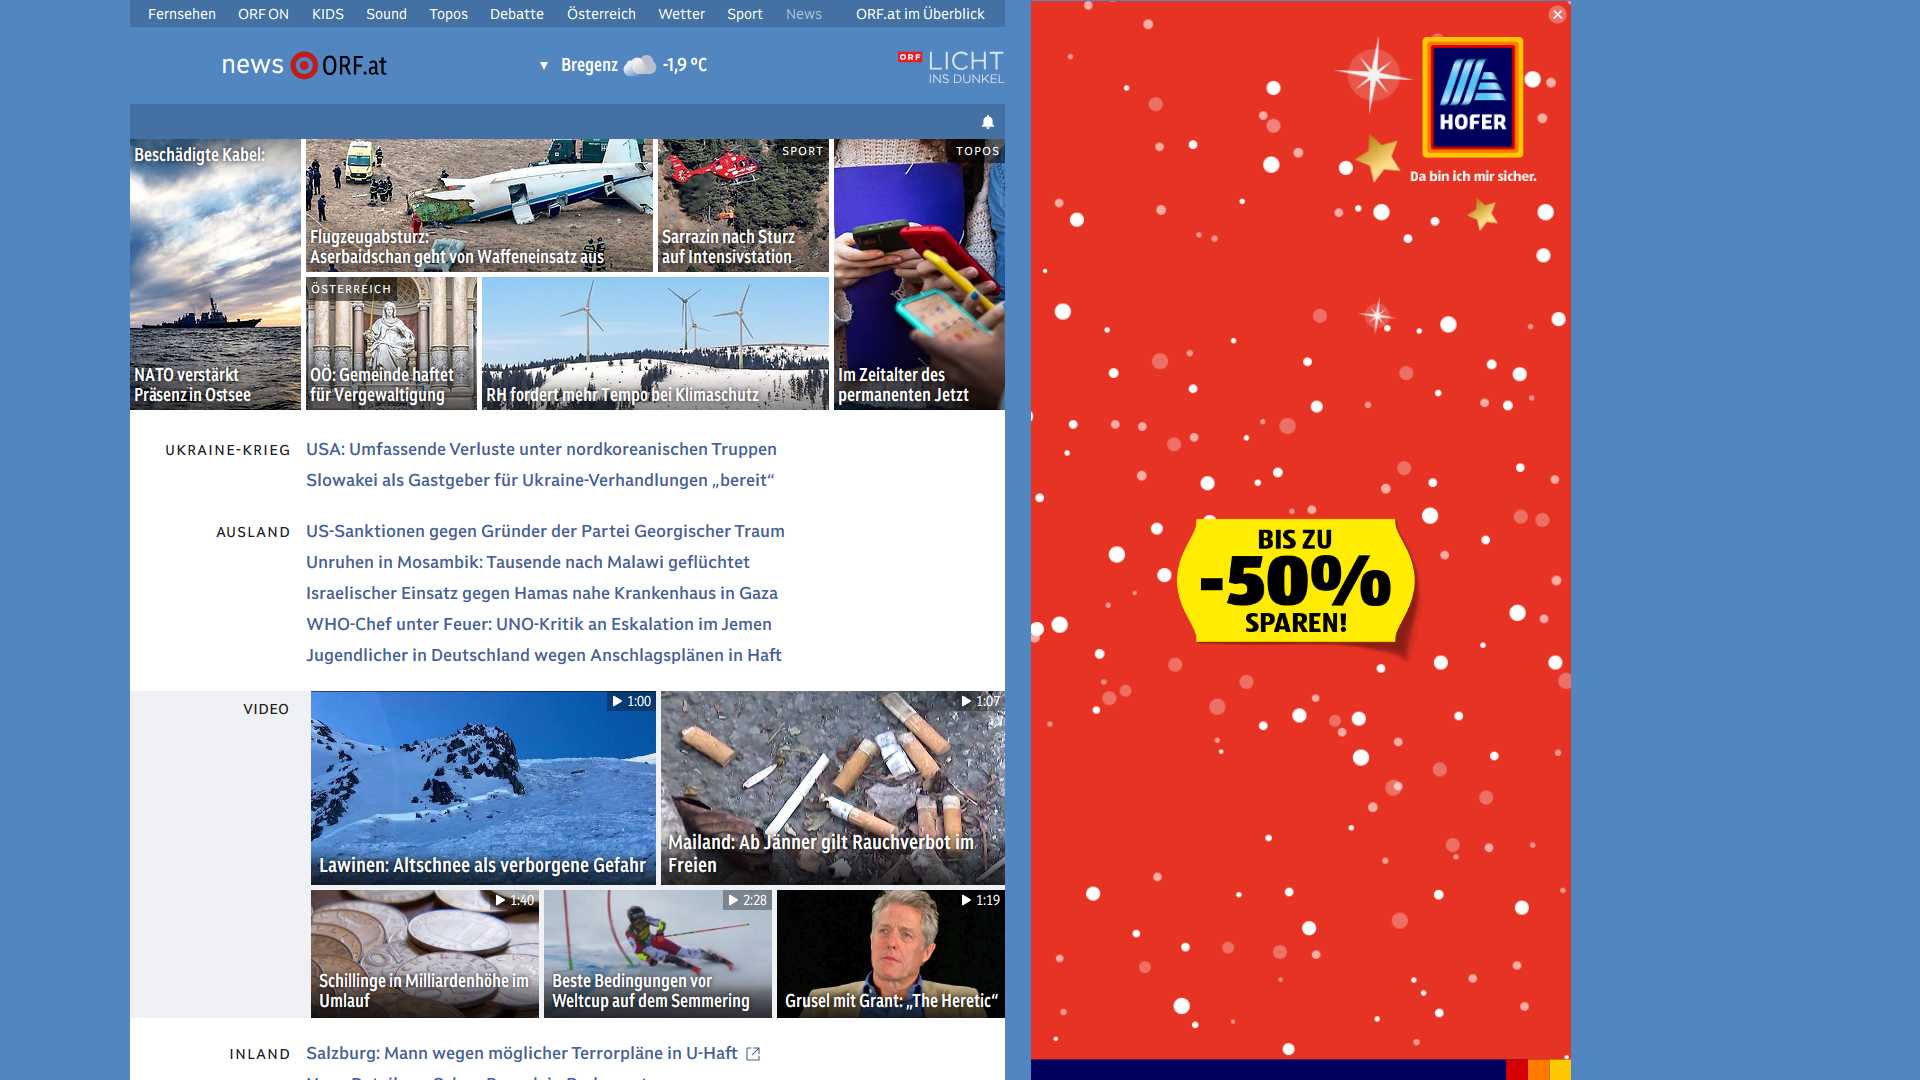 Fernsehen ORF ON KIDS Sound Topos Debatte Österreich Wetter Sport News ORF.at im Überblick
news ORF.at
▼ Bregenz -1,9 °C
ORF LICHT
INS DUNKEL
Beschädigte Kabel:
NATO verstärkt
Präsenz in Ostsee
Flugzeugabsturz:
Aserbaidschan geht von Waffeneinsatz aus
SPORT
Sarrazin nach Sturz
auf Intensivstation
TOPOS
Im Zeitalter des
permanenten Jetzt
ÖSTERREICH
OÖ: Gemeinde haftet
für Vergewaltigung
RH fordert mehr Tempo bei Klimaschutz
UKRAINE-KRIEG
USA: Umfassende Verluste unter nordkoreanischen Truppen
Slowakei als Gastgeber für Ukraine-Verhandlungen „bereit“
AUSLAND
US-Sanktionen gegen Gründer der Partei Georgischer Traum
Unruhen in Mosambik: Tausende nach Malawi geflüchtet
Israelischer Einsatz gegen Hamas nahe Krankenhaus in Gaza
WHO-Chef unter Feuer: UNO-Kritik an Eskalation im Jemen
Jugendlicher in Deutschland wegen Anschlagsplänen in Haft
VIDEO
1:00
Lawinen: Altschnee als verborgene Gefahr
1:07
Mailand: Ab Jänner gilt Rauchverbot im
Freien
1:40
Schillinge in Milliardenhöhe im
Umlauf
2:28
Beste Bedingungen vor
Weltcup auf dem Semmering
1:19
Grusel mit Grant: „The Heretic“
INLAND
Salzburg: Mann wegen möglicher Terrorpläne in U-Haft
HOFER
Da bin ich mir sicher.
BIS ZU
-50%
SPAREN!